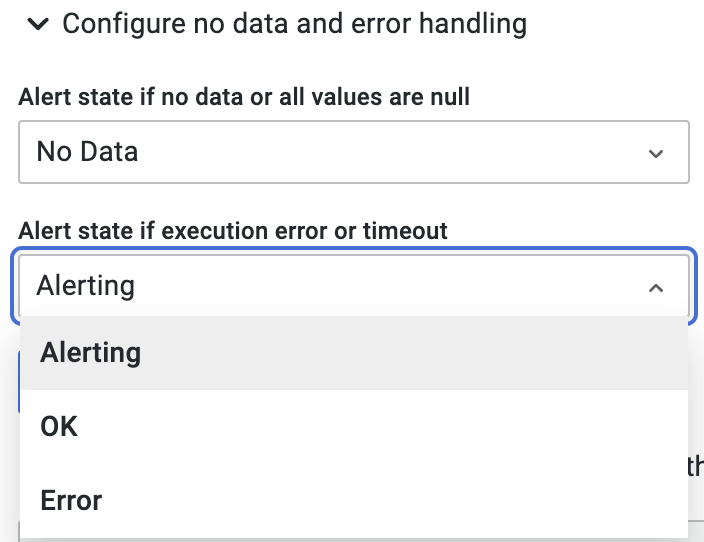 Configure no data and error handling
Alert state if no data or all values are null
No Data
Alert state if execution error or timeout
Alerting
Alerting
OK
Error